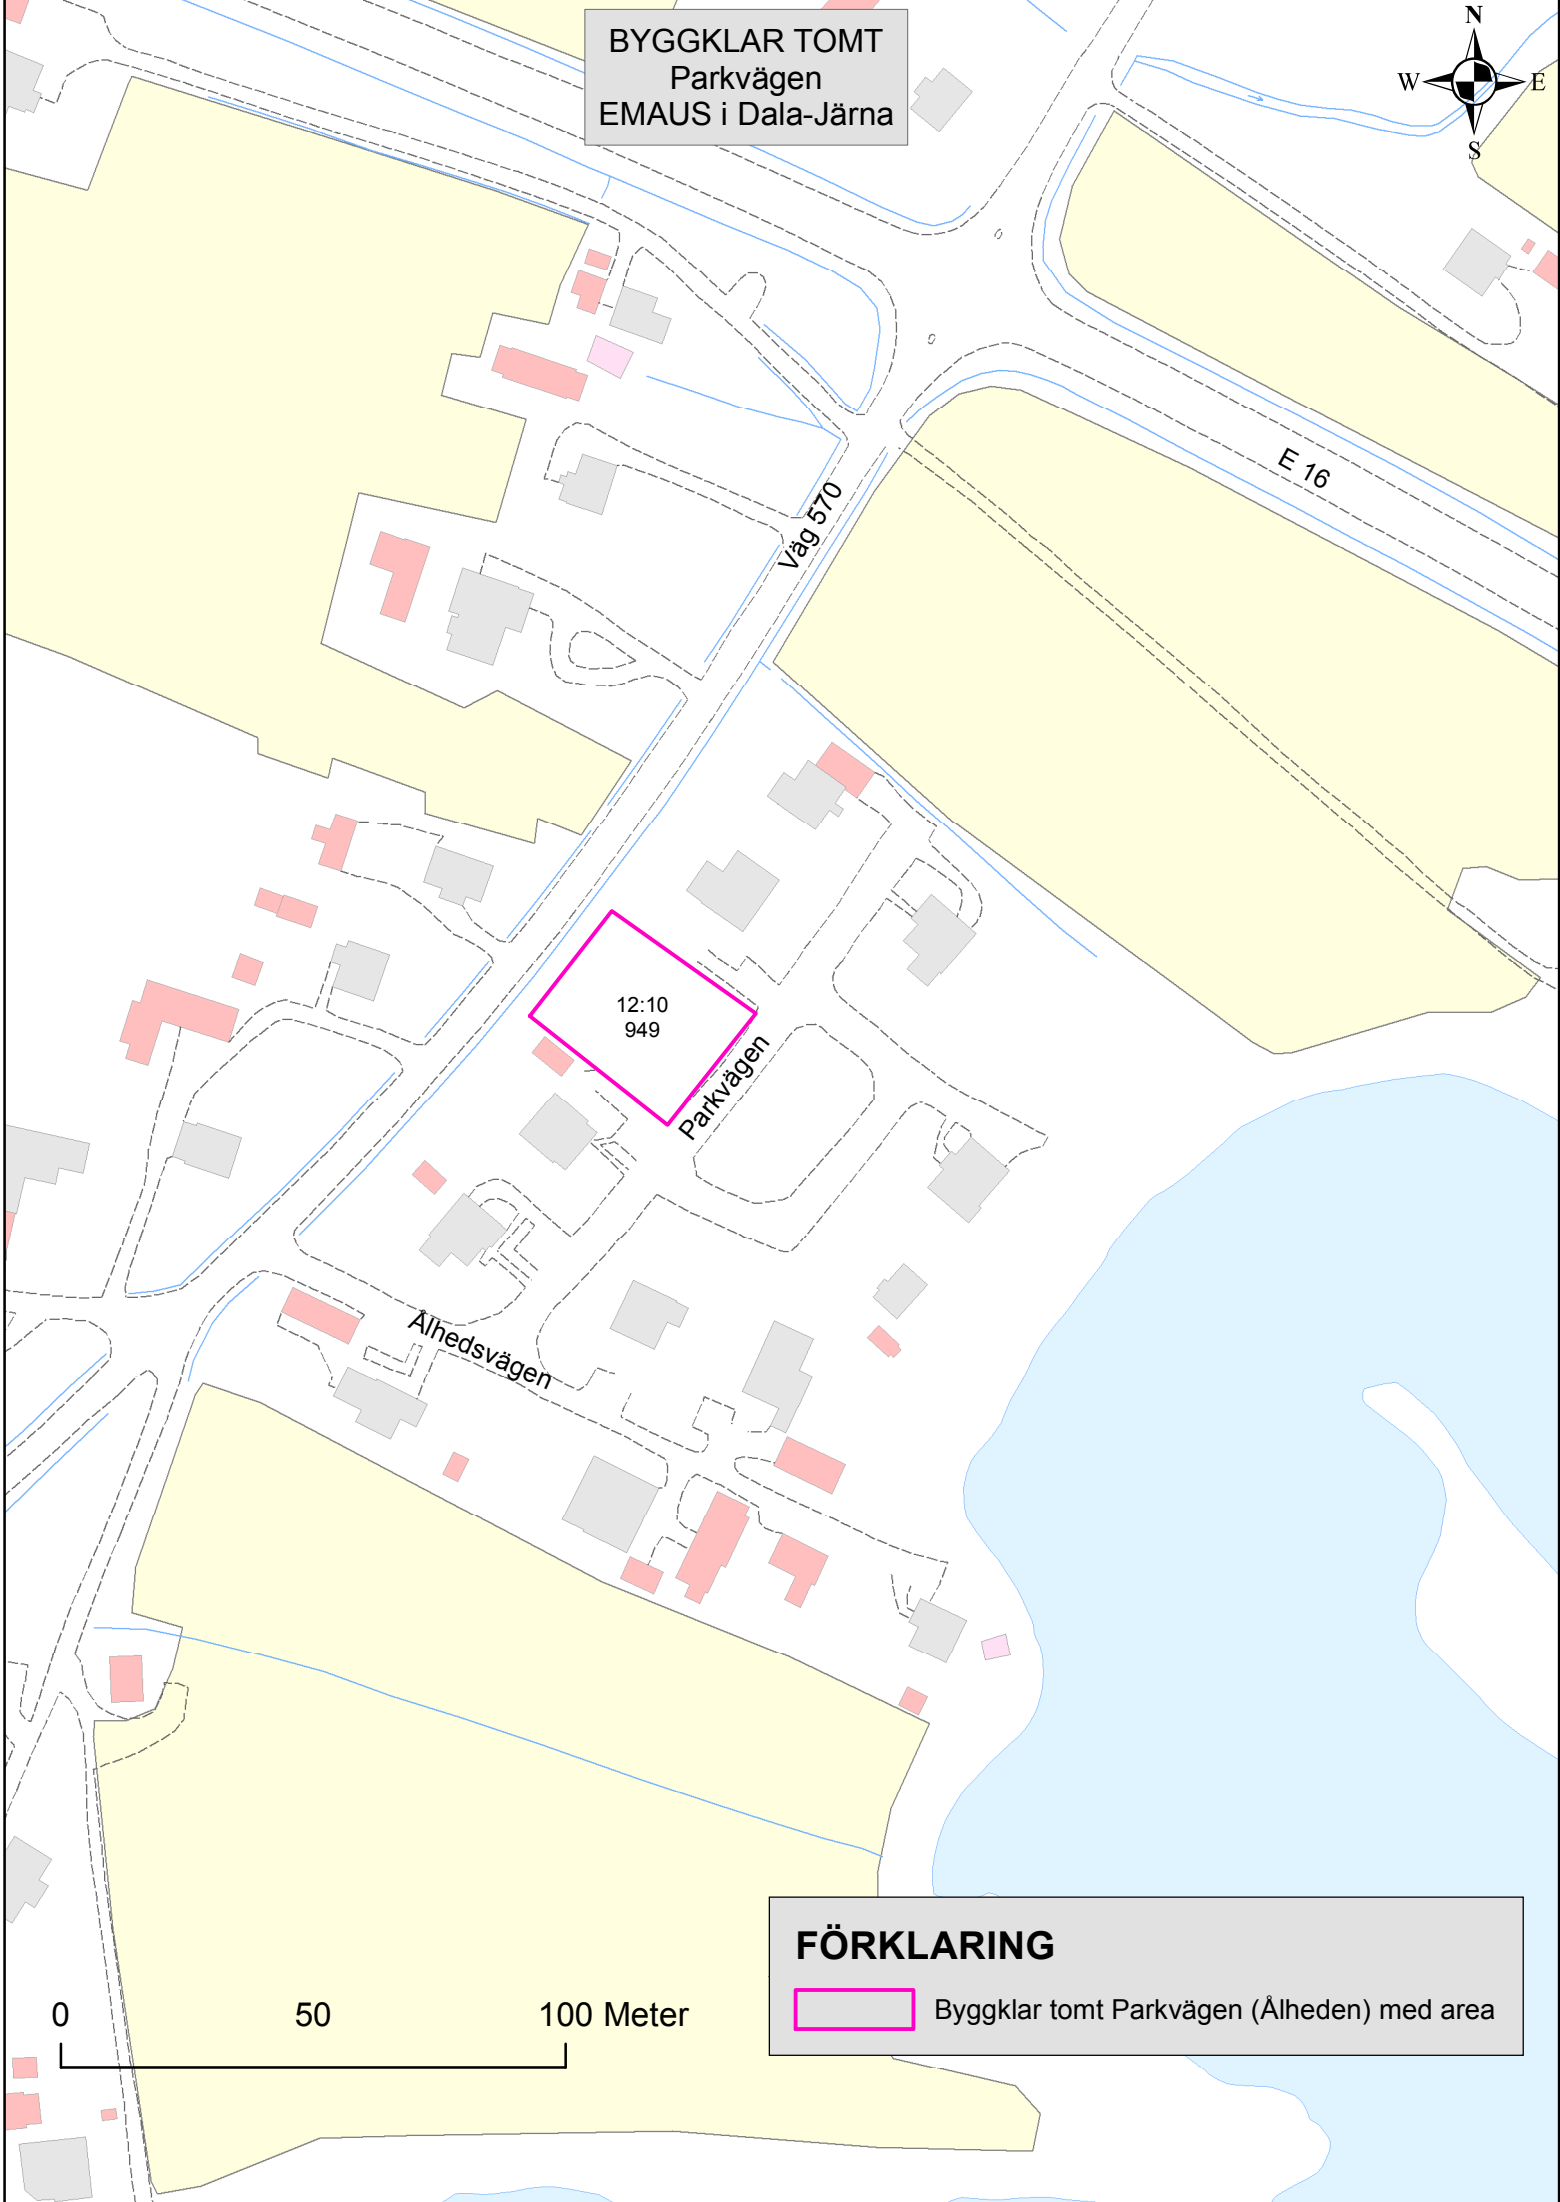 BYGGKLAR TOMT
Parkvägen
EMAUS i Dala-Järna
N
W
E
S
E 16
Väg 570
12:10
949
Parkvägen
Ålhedsvägen
FÖRKLARING
Byggklar tomt Parkvägen (Ålheden) med area
0 50 100 Meter